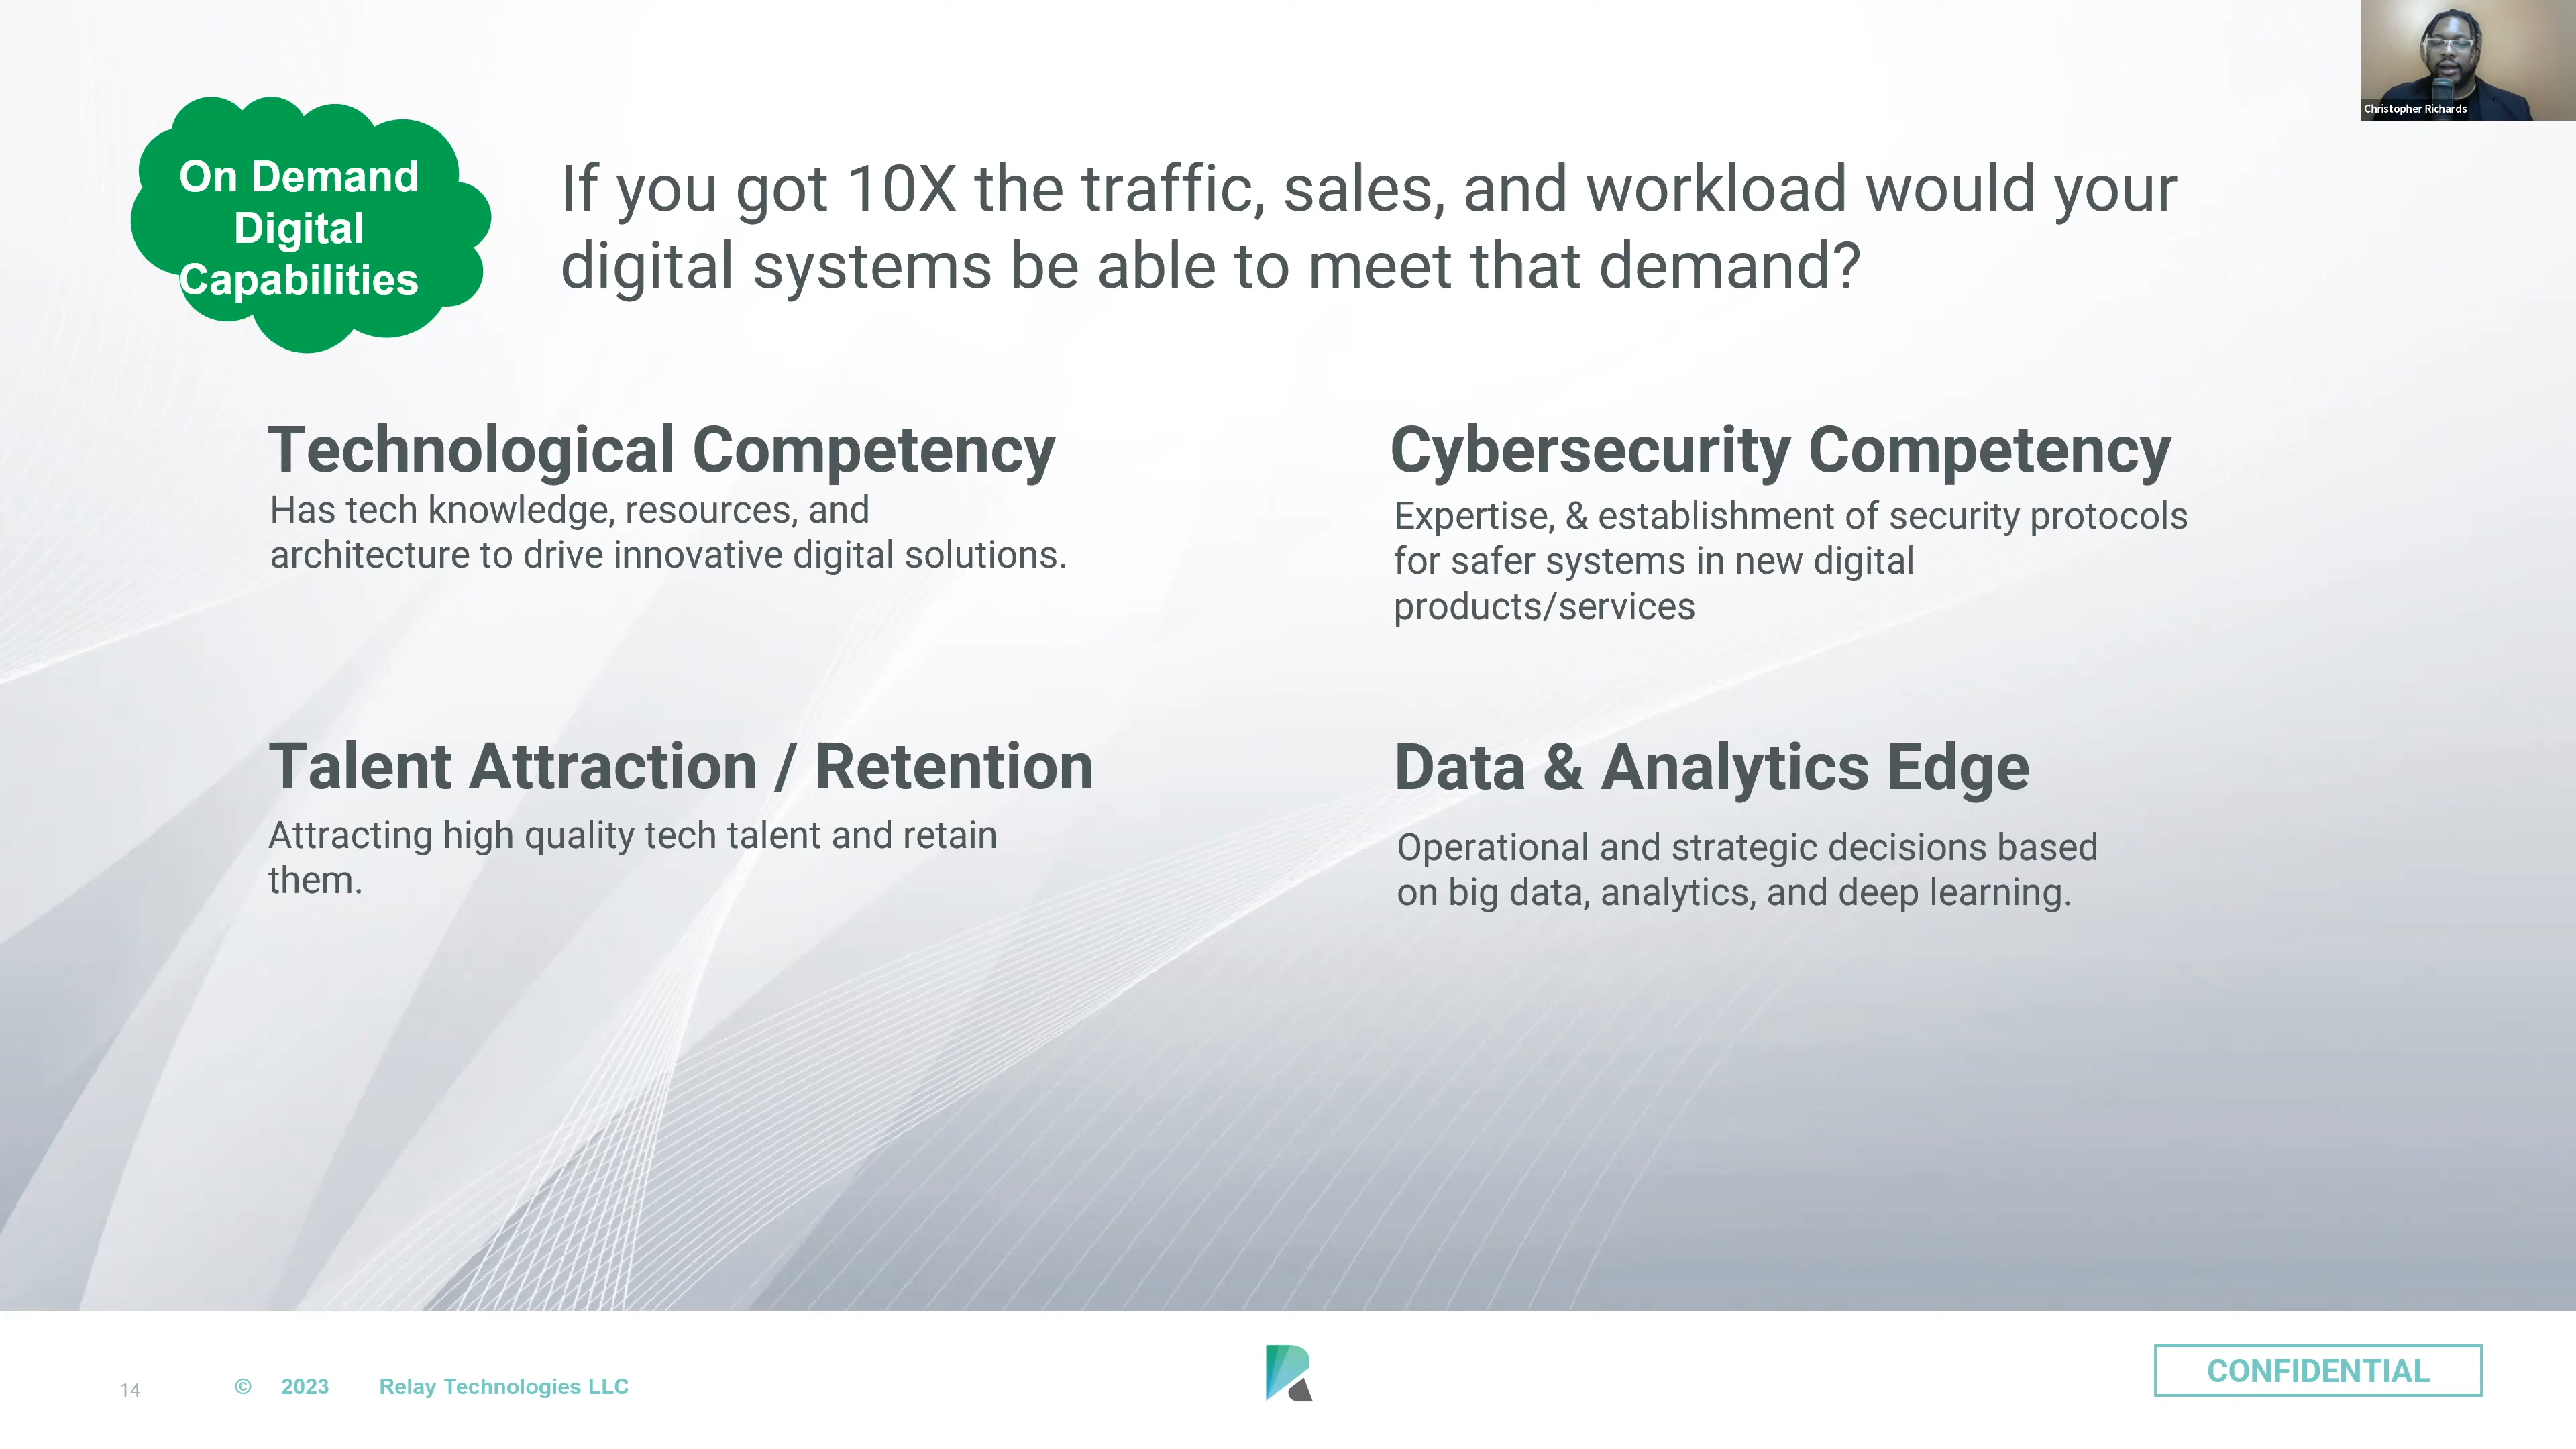 Christopher Richards
On Demand
Digital
Capabilities
If you got 10X the traffic, sales, and workload would your
digital systems be able to meet that demand?
Technological Competency
Has tech knowledge, resources, and
architecture to drive innovative digital solutions.
Cybersecurity Competency
Expertise, & establishment of security protocols
for safer systems in new digital
products/services
Talent Attraction / Retention
Attracting high quality tech talent and retain
them.
Data & Analytics Edge
Operational and strategic decisions based
on big data, analytics, and deep learning.
14 © 2023 Relay Technologies LLC
CONFIDENTIAL